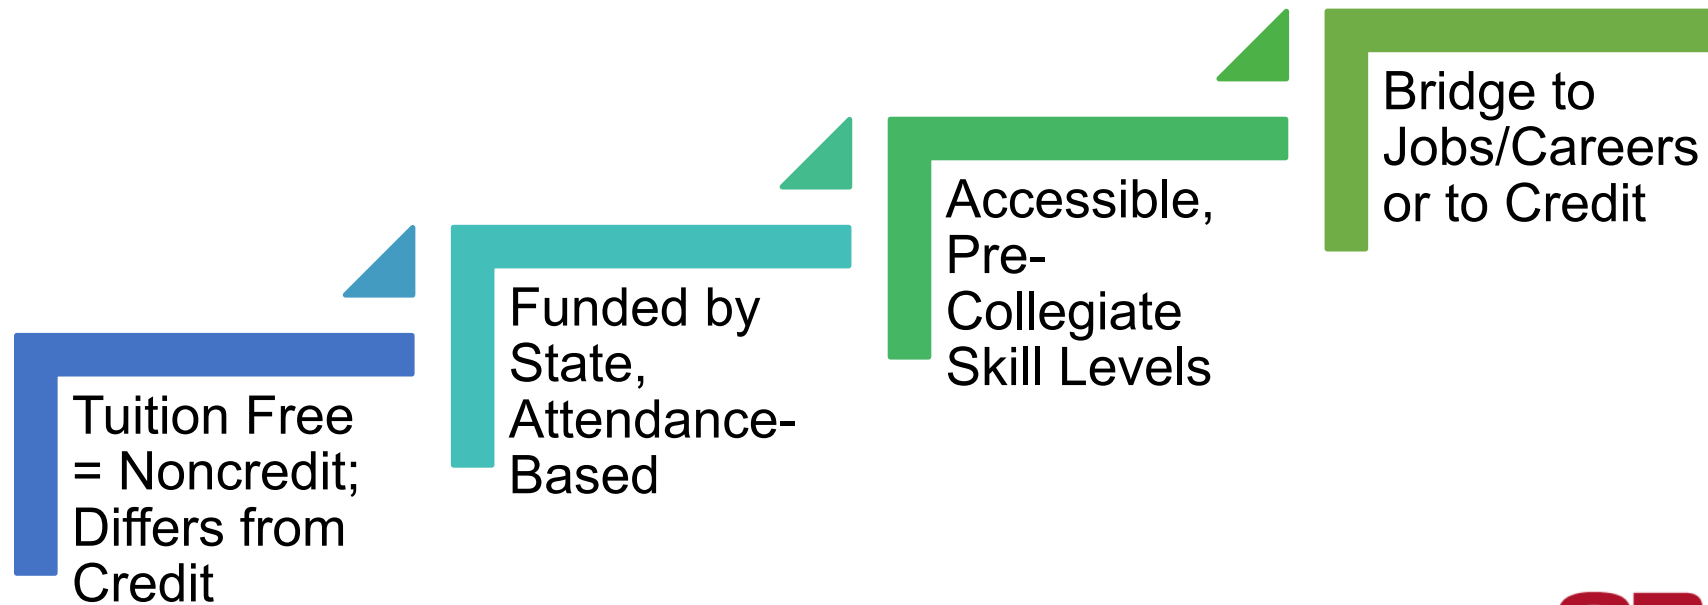 Tuition Free
= Noncredit;
Differs from
Credit
Funded by
State,
Attendance-
Based
Accessible,
Pre-
Collegiate
Skill Levels
Bridge to
Jobs/Careers
or to Credit